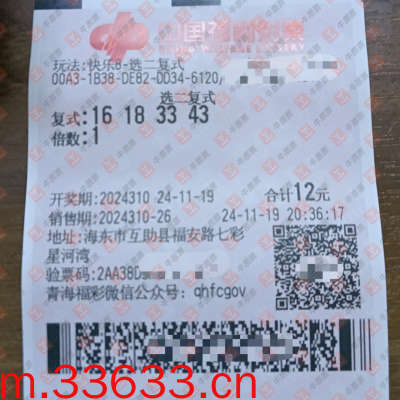 中国福利彩票
CHINA WELFARE LOTTERY
玩法:快乐8-选二复式
00A3-1B38-DE82-DD34-6120/
选二复式
复式:16 18 33 43
倍数:1
开奖期:2024310 24-11-19 合计12元
销售期:2024310-26 24-11-19 20:36:17
地址:海东市互助县福安路七彩
星河湾
验票码:2AA38D
青海福彩微信公众号:qhfcgov
m.33633.cn